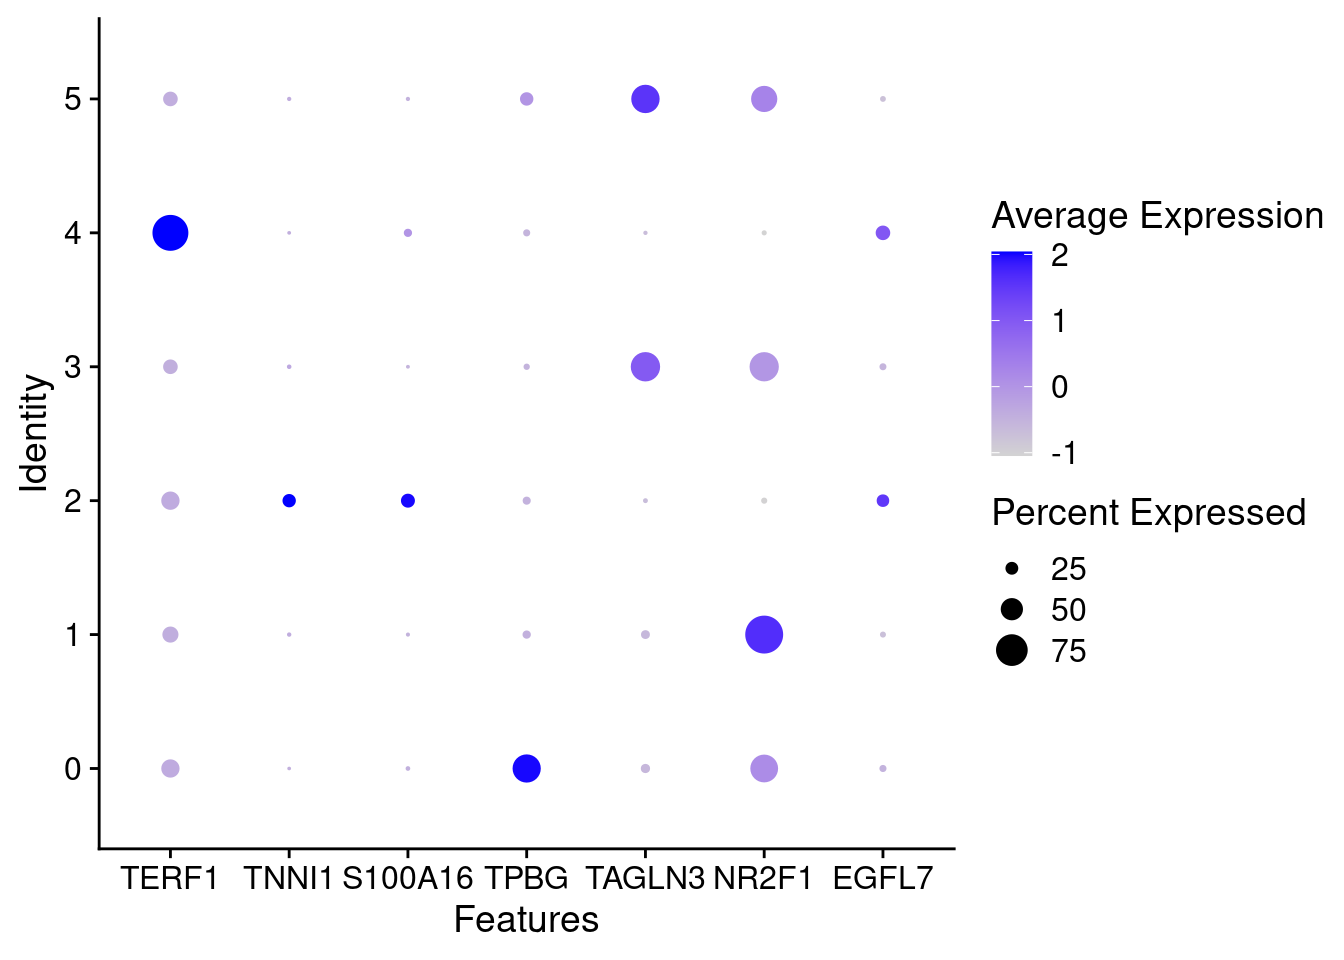 5
4
3
2
1
0
Identity
TERF1 TNNI1 S100A16 TPBG TAGLN3 NR2F1 EGFL7
Features
Average Expression
2
1
0
-1
Percent Expressed
25
50
75